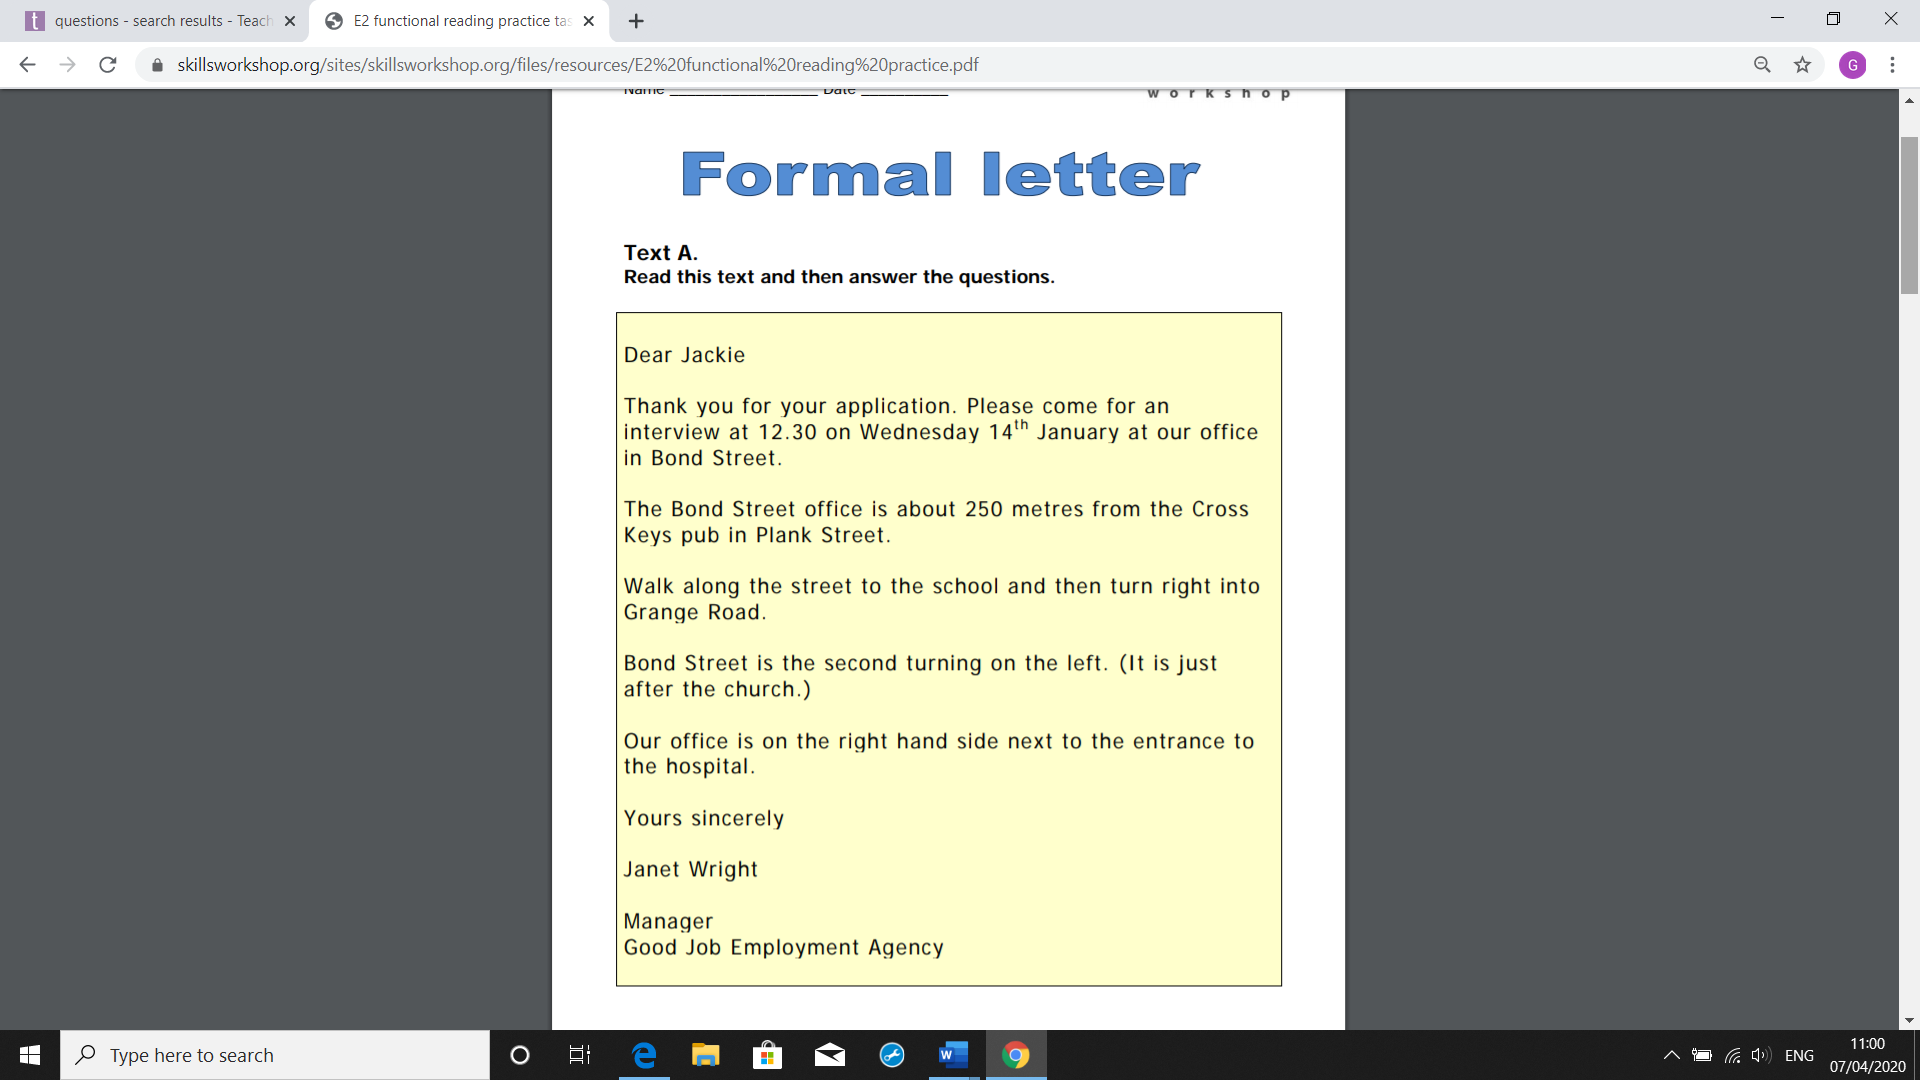 questions - search results - Teach
E2 functional reading practice tas
skillsworkshop.org/sites/skillsworkshop.org/files/resources/E2%20functional%20reading%20practice.pdf
G
Name _________________ Date __________
workshop
Formal letter
Text A.
Read this text and then answer the questions.
Dear Jackie
Thank you for your application. Please come for an
interview at 12.30 on Wednesday 14th January at our office
in Bond Street.
The Bond Street office is about 250 metres from the Cross
Keys pub in Plank Street.
Walk along the street to the school and then turn right into
Grange Road.
Bond Street is the second turning on the left. (It is just
after the church.)
Our office is on the right hand side next to the entrance to
the hospital.
Yours sincerely
Janet Wright
Manager
Good Job Employment Agency
Type here to search
ENG
11:00
07/04/2020